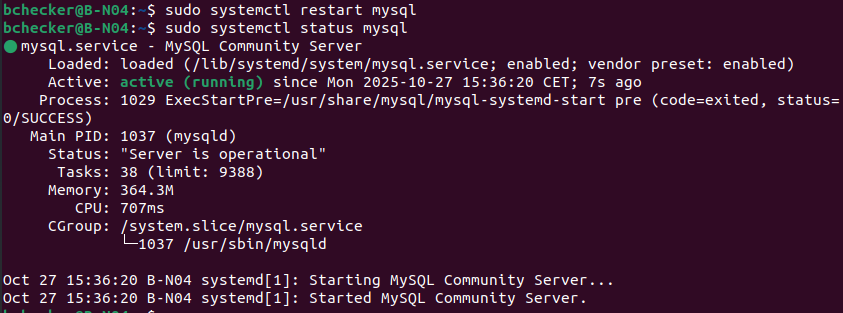 bchecker@B-N04:~$ sudo systemctl restart mysql
bchecker@B-N04:~$ sudo systemctl status mysql
●mysql.service - MySQL Community Server
     Loaded: loaded (/lib/systemd/system/mysql.service; enabled; vendor preset: enabled)
     Active: active (running) since Mon 2025-10-27 15:36:20 CET; 7s ago
    Process: 1029 ExecStartPre=/usr/share/mysql/mysql-systemd-start pre (code=exited, status=
0/SUCCESS)
   Main PID: 1037 (mysqld)
     Status: "Server is operational"
      Tasks: 38 (limit: 9388)
     Memory: 364.3M
        CPU: 707ms
     CGroup: /system.slice/mysql.service
             └─1037 /usr/sbin/mysqld

Oct 27 15:36:20 B-N04 systemd[1]: Starting MySQL Community Server...
Oct 27 15:36:20 B-N04 systemd[1]: Started MySQL Community Server.
bchecker@B-N04:~$